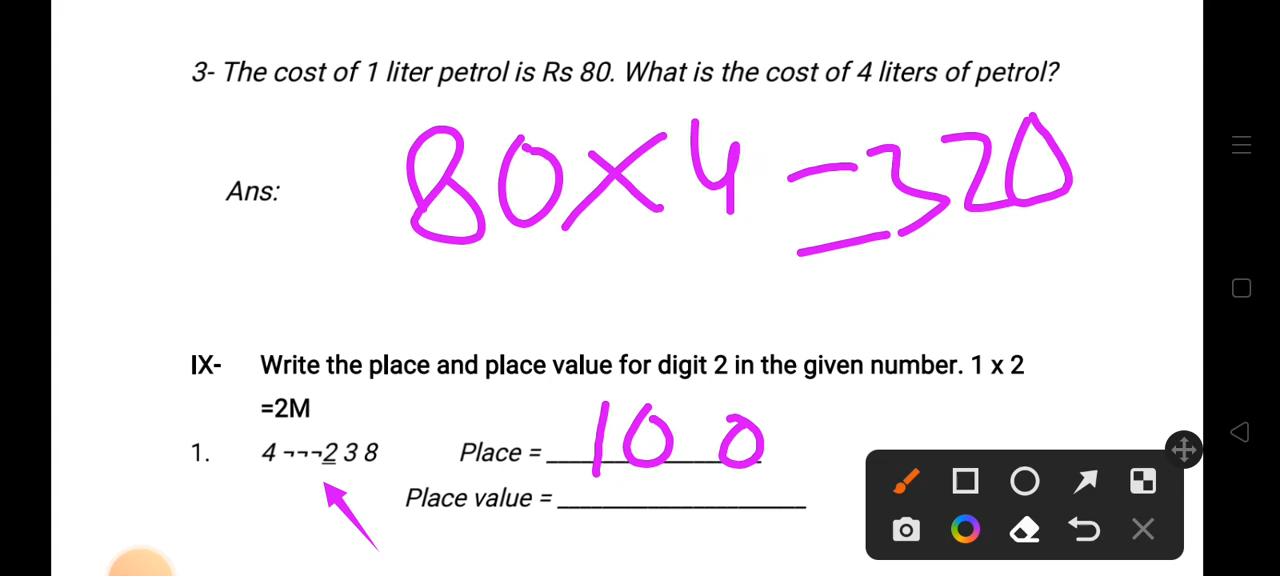 3- The cost of 1 liter petrol is Rs 80. What is the cost of 4 liters of petrol?
Ans: 80 x 4 = 320
IX- Write the place and place value for digit 2 in the given number. 1 x 2
=2M
1. 4 ¬¬¬2 3 8 Place = ________________ 100
Place value = __________________